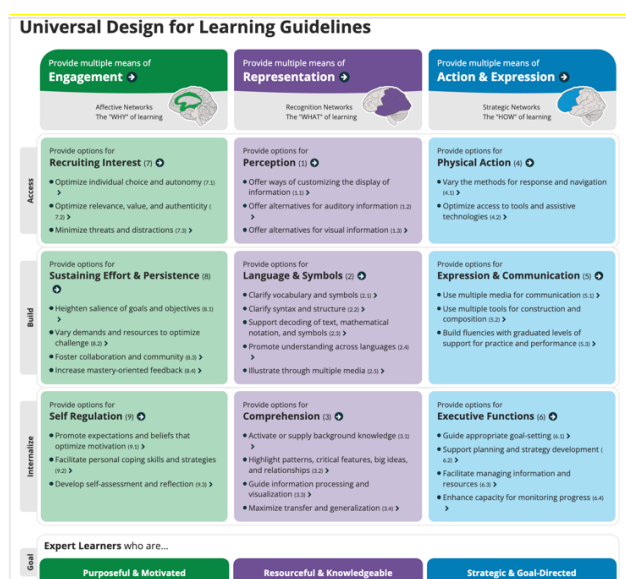 Universal Design for Learning Guidelines
Provide multiple means of
Engagement
Affective Networks
The "WHY" of learning
Provide multiple means of
Representation
Recognition Networks
The "WHAT" of learning
Provide multiple means of
Action & Expression
Strategic Networks
The "HOW" of learning
Access
Provide options for
Recruiting Interest (7)
• Optimize individual choice and autonomy (7.1)
• Optimize relevance, value, and authenticity (
7.2)
• Minimize threats and distractions (7.3)
Provide options for
Perception (1)
• Offer ways of customizing the display of
information (1.1)
• Offer alternatives for auditory information (1.2)
• Offer alternatives for visual information (1.3)
Provide options for
Physical Action (4)
• Vary the methods for response and navigation
(4.1)
• Optimize access to tools and assistive
technologies (4.2)
Build
Provide options for
Sustaining Effort & Persistence (8)
• Heighten salience of goals and objectives (8.1)
• Vary demands and resources to optimize
challenge (8.2)
• Foster collaboration and community (8.3)
• Increase mastery-oriented feedback (8.4)
Provide options for
Language & Symbols (2)
• Clarify vocabulary and symbols (2.1)
• Clarify syntax and structure (2.2)
• Support decoding of text, mathematical
notation, and symbols (2.3)
• Promote understanding across languages (2.4)
• Illustrate through multiple media (2.5)
Provide options for
Expression & Communication (5)
• Use multiple media for communication (5.1)
• Use multiple tools for construction and
composition (5.2)
• Build fluencies with graduated levels of
support for practice and performance (5.3)
Internalize
Provide options for
Self Regulation (9)
• Promote expectations and beliefs that
optimize motivation (9.1)
• Facilitate personal coping skills and strategies
(9.2)
• Develop self-assessment and reflection (9.3)
Provide options for
Comprehension (3)
• Activate or supply background knowledge (3.1)
• Highlight patterns, critical features, big ideas,
and relationships (3.2)
• Guide information processing and
visualization (3.3)
• Maximize transfer and generalization (3.4)
Provide options for
Executive Functions (6)
• Guide appropriate goal-setting (6.1)
• Support planning and strategy development (
6.2)
• Facilitate managing information and
resources (6.3)
• Enhance capacity for monitoring progress (6.4)
Goal
Expert Learners who are...
Purposeful & Motivated
Resourceful & Knowledgeable
Strategic & Goal-Directed